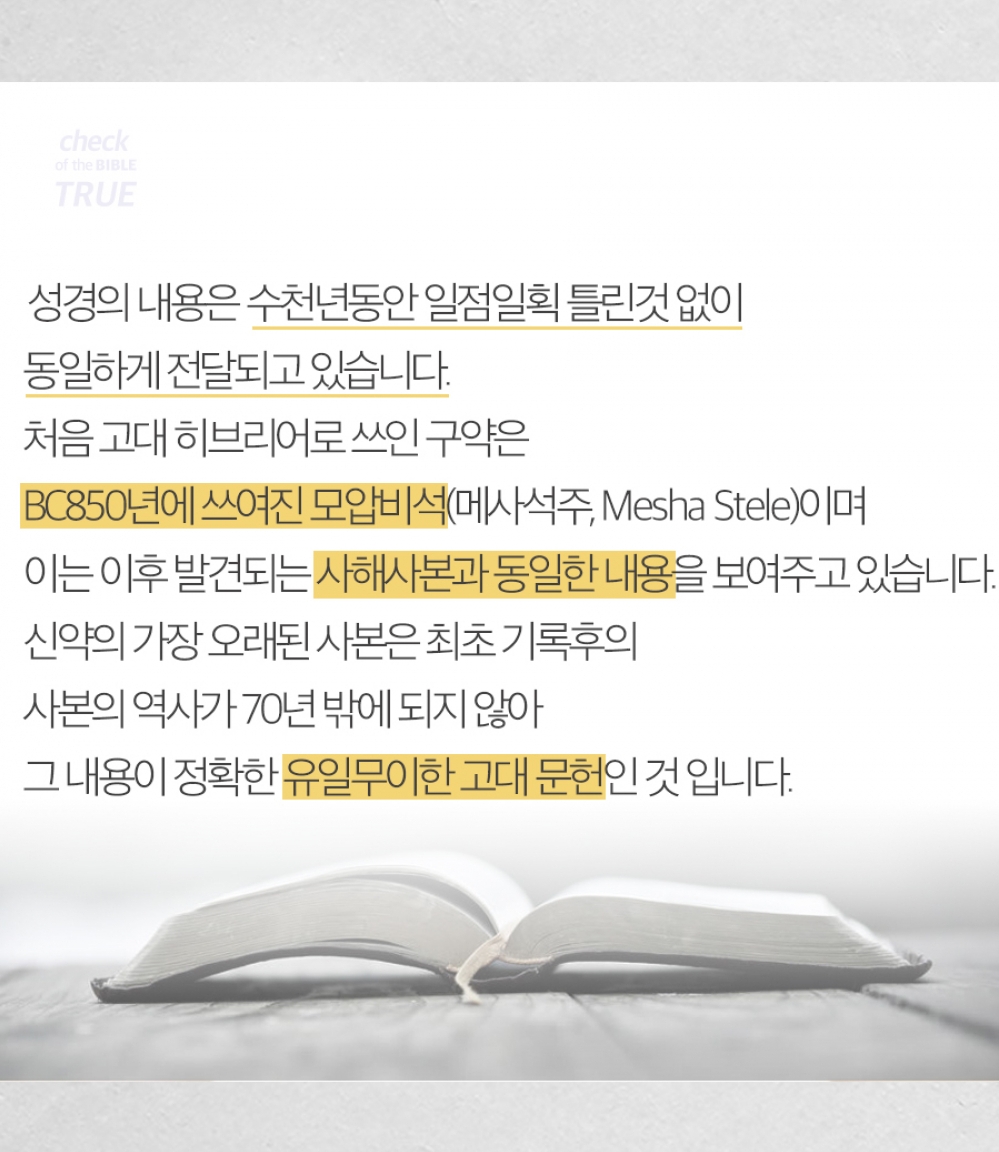 check
of the BIBLE
TRUE
성경의 내용은 수천년동안 일점일획 틀린것 없이
동일하게 전달되고 있습니다.
처음 고대 히브리어로 쓰인 구약은
BC850년에 쓰여진 모압비석(메사석주, Mesha Stele)이며
이는 이후 발견되는 사해사본과 동일한 내용을 보여주고 있습니다.
신약의 가장 오래된 사본은 최초 기록후의
사본의 역사가 70년 밖에 되지 않아
그 내용이 정확한 유일무이한 고대 문헌인 것 입니다.